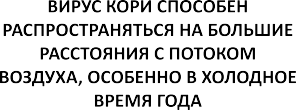 ВИРУС КОРИ СПОСОБЕН
РАСПРОСТРАНЯТЬСЯ НА БОЛЬШИЕ
РАССТОЯНИЯ С ПОТОКОМ
ВОЗДУХА, ОСОБЕННО В ХОЛОДНОЕ
ВРЕМЯ ГОДА